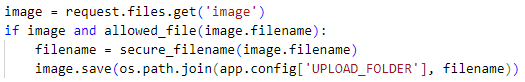 image = request.files.get('image')
if image and allowed_file(image.filename):
    filename = secure_filename(image.filename)
    image.save(os.path.join(app.config['UPLOAD_FOLDER'], filename))